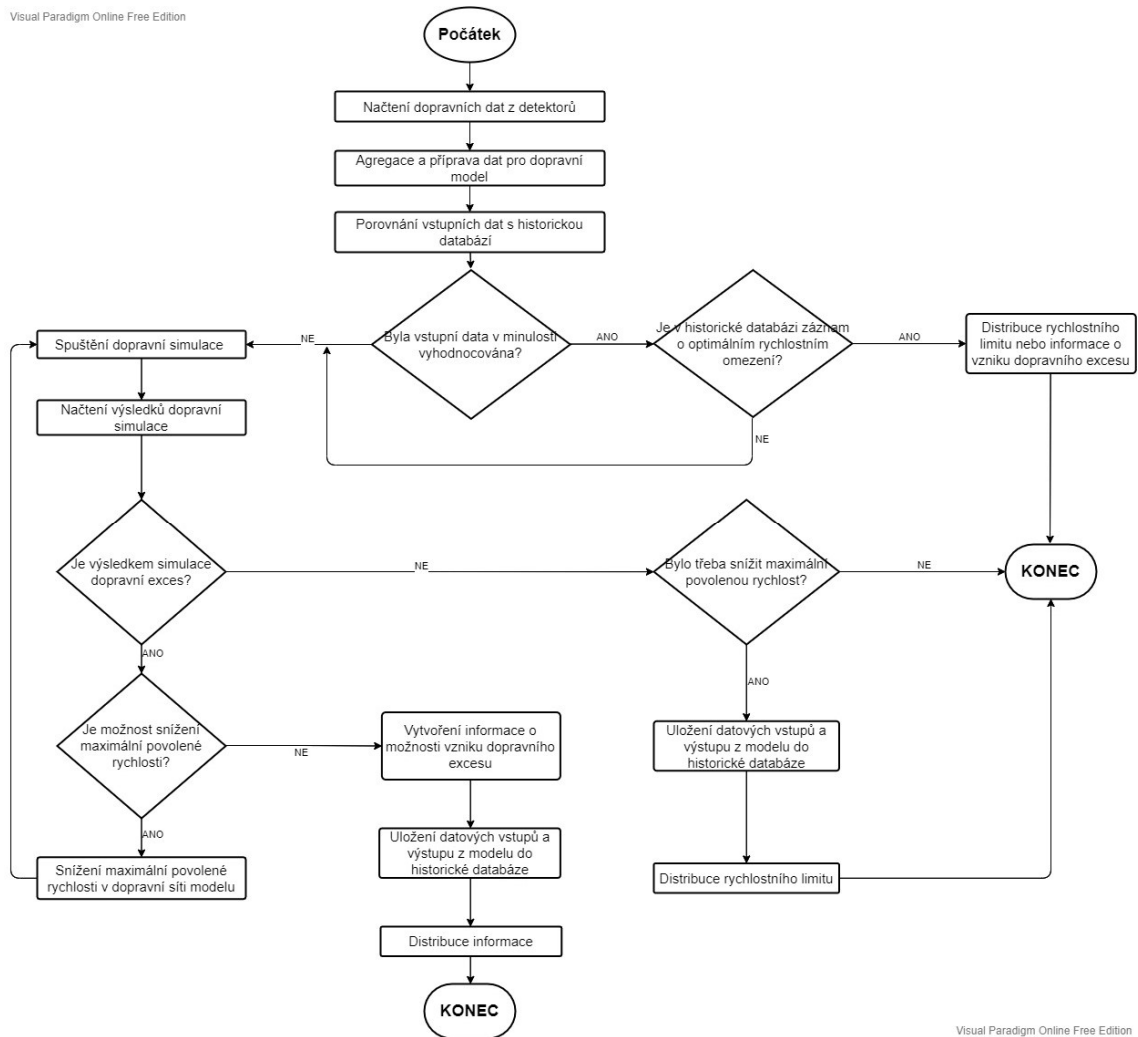 Visual Paradigm Online Free Edition
Počátek
Načtení dopravních dat z detektorů
Agregace a příprava dat pro dopravní
model
Porovnání vstupních dat s historickou
databází
Byla vstupní data v minulosti
vyhodnocována?
NE
ANO
Je v historické databázi záznam
o optimálním rychlostním
omezení?
ANO
NE
Distribuce rychlostního
limitu nebo informace o
vzniku dopravního excesu
Spuštění dopravní simulace
Načtení výsledků dopravní
simulace
Je výsledkem simulace
dopravní exces?
NE
ANO
Bylo třeba snížit maximální
povolenou rychlost?
NE
ANO
KONEC
Je možnost snížení
maximální povolené
rychlosti?
NE
ANO
Vytvoření informace o
možnosti vzniku dopravního
excesu
Uložení datových vstupů a
výstupu z modelu do
historické databáze
Snížení maximální povolené
rychlosti v dopravní síti modelu
Uložení datových vstupů a
výstupu z modelu do
historické databáze
Distribuce rychlostního limitu
Distribuce informace
KONEC
Visual Paradigm Online Free Edition